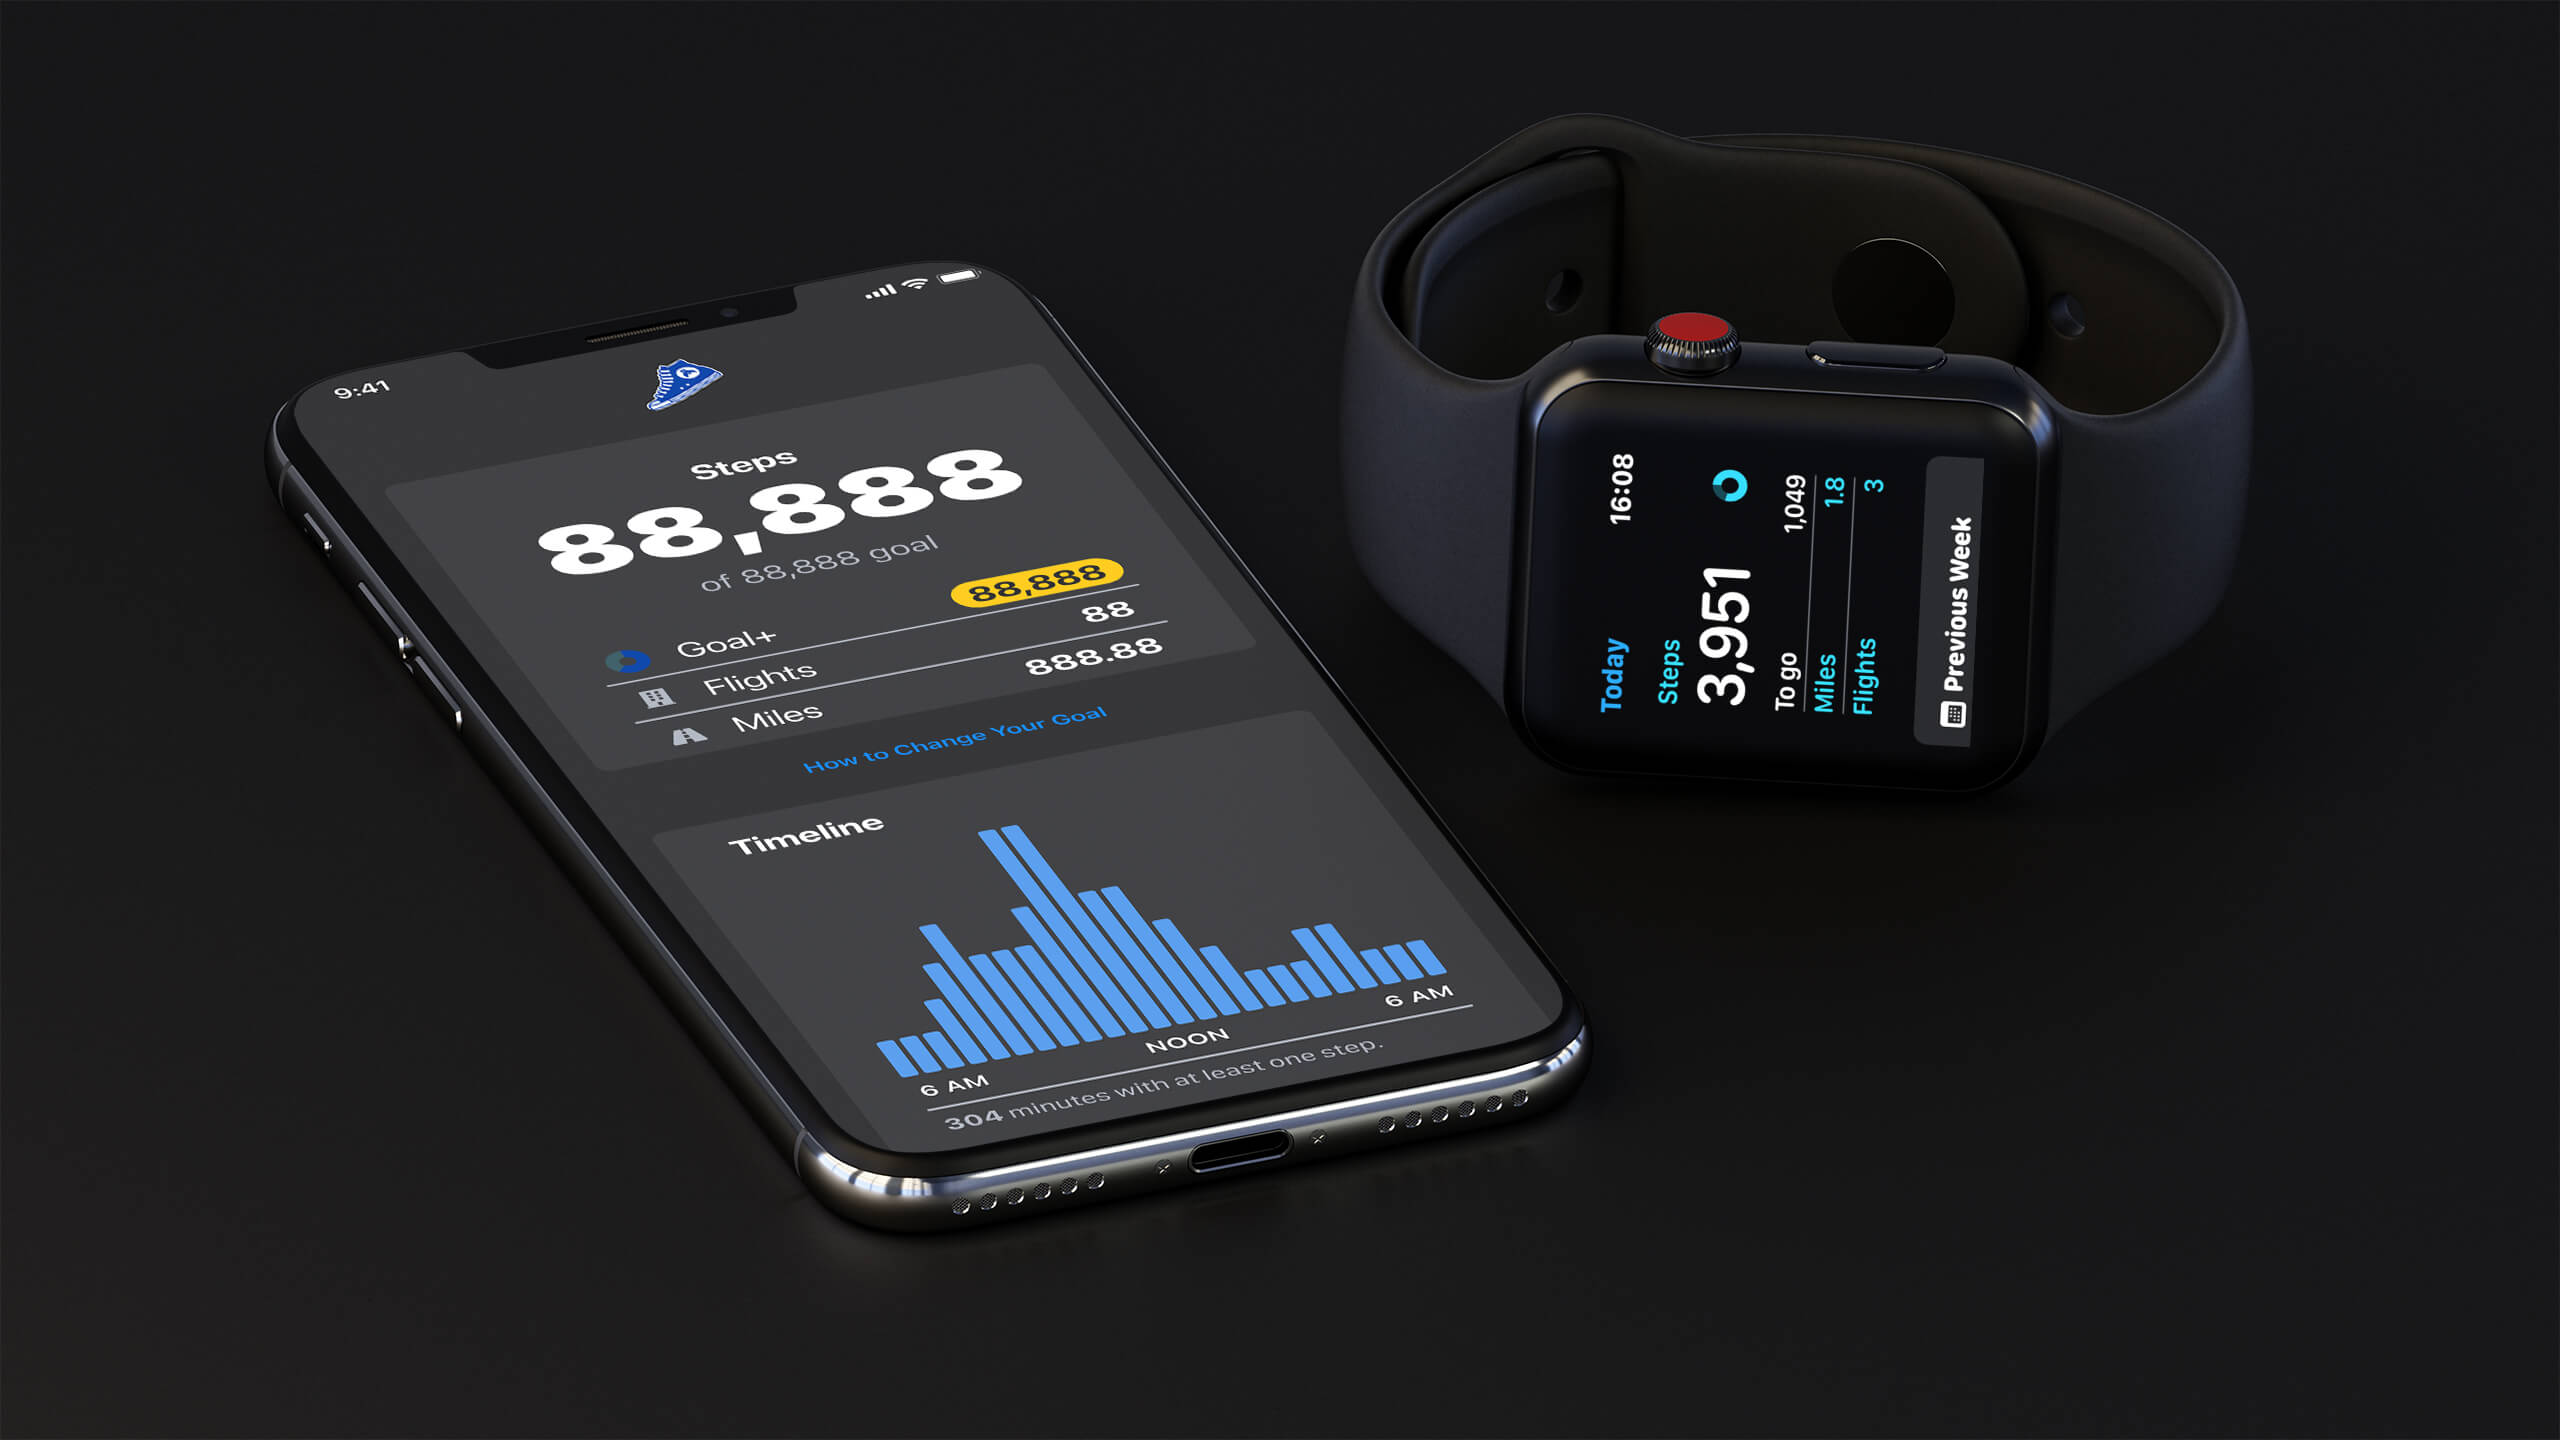 9:41
Steps
88,888
of 88,888 goal
Goal+ 88,888
Flights 88
Miles 888.88
How to Change Your Goal
Timeline
6 AM NOON 6 AM
304 minutes with at least one step.
Today 16:08
Steps
3,951
To go 1,049
Miles 1.8
Flights 3
Previous Week